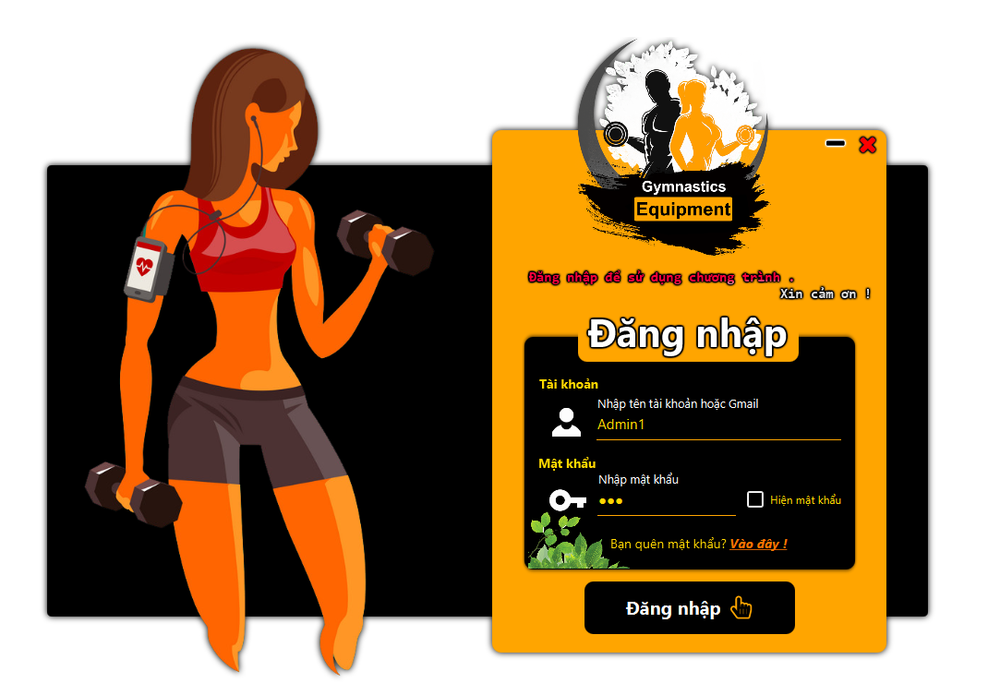 Gymnastics
Equipment
Đăng nhập để sử dụng chương trình .
Xin cảm ơn !
Đăng nhập
Tài khoản
Nhập tên tài khoản hoặc Gmail
Admin1
Mật khẩu
Nhập mật khẩu
●●●
Hiện mật khẩu
Bạn quên mật khẩu? Vào đây !
Đăng nhập